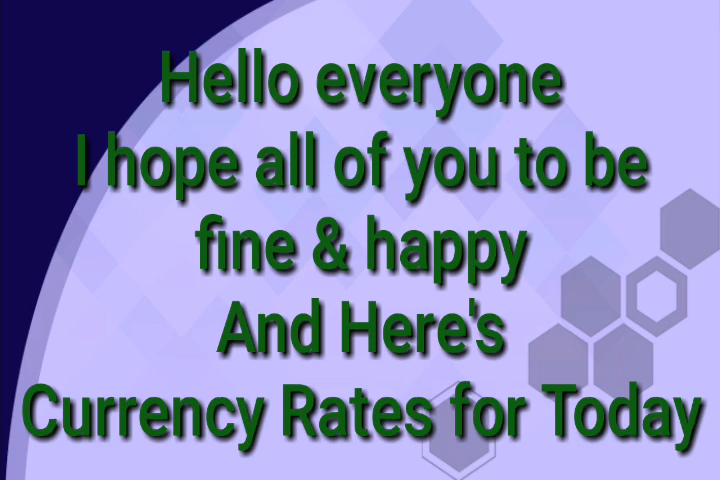 Hello everyone
I hope all of you to be
fine & happy
And Here's
Currency Rates for Today